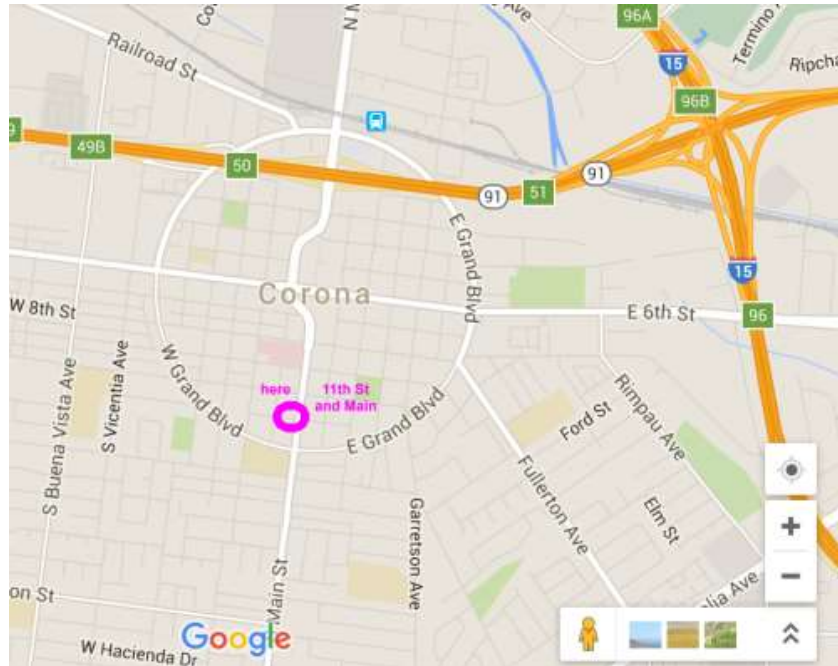 96A
Termino
Railroad St
15
Ripcha
96B
49B
50
91
51
91
E Grand Blvd
15
Corona
W 8th St
E 6th St
96
W Grand Blvd
here
11th St
and Main
E Grand Blvd
S Buena Vista Ave
S Vicentia Ave
Rimpau Ave
Ford St
Fullerton Ave
Elm St
Garretson Ave
Main St
on St
Google
W Hacienda Dr